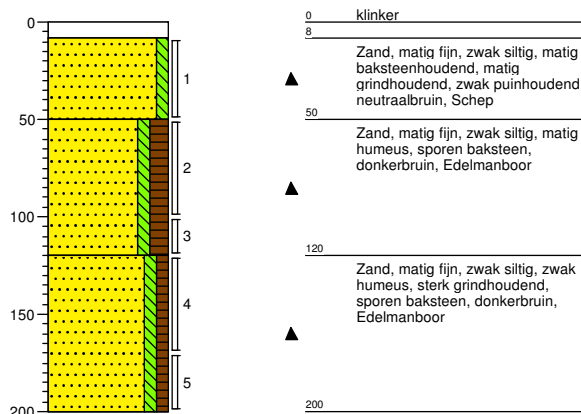 0
50
100
150
200
1
2
3
4
5
0
klinker
8
Zand, matig fijn, zwak siltig, matig
baksteenhoudend, matig
grindhoudend, zwak puinhoudend
neutraalbruin, Schep
50
Zand, matig fijn, zwak siltig, matig
humeus, sporen baksteen,
donkerbruin, Edelmanboor
120
Zand, matig fijn, zwak siltig, zwak
humeus, sterk grindhoudend,
sporen baksteen, donkerbruin,
Edelmanboor
200